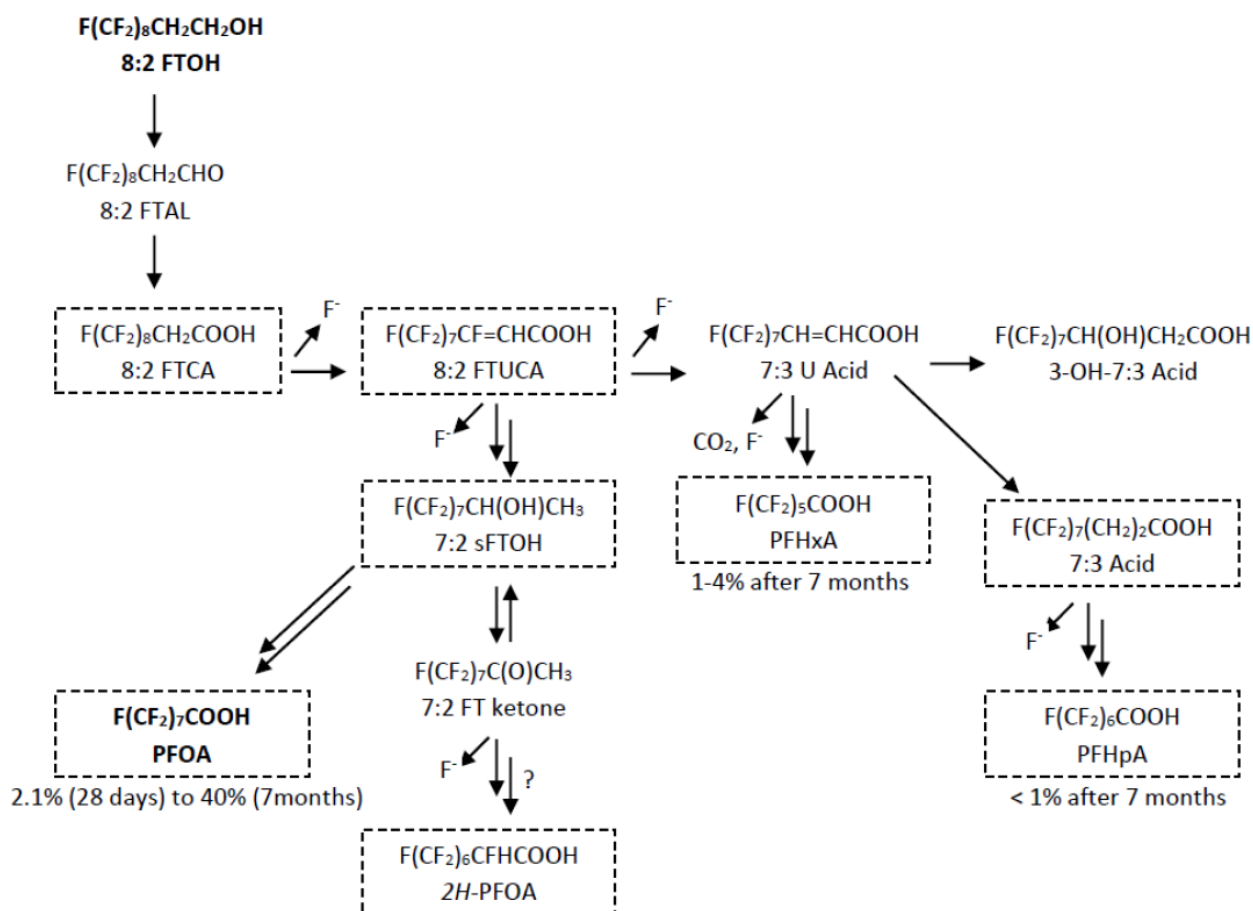 F(CF₂)₈CH₂CH₂OH
8:2 FTOH
F(CF₂)₈CH₂CHO
8:2 FTAL
F⁻
F⁻
F(CF₂)₈CH₂COOH
8:2 FTCA
F(CF₂)₇CF=CHCOOH
8:2 FTUCA
F(CF₂)₇CH=CHCOOH
7:3 U Acid
F(CF₂)₇CH(OH)CH₂COOH
3-OH-7:3 Acid
F⁻
CO₂, F⁻
F(CF₂)₇CH(OH)CH₃
7:2 sFTOH
F(CF₂)₅COOH
PFHxA
1-4% after 7 months
F(CF₂)₇(CH₂)₂COOH
7:3 Acid
F⁻
F(CF₂)₇C(O)CH₃
7:2 FT ketone
F(CF₂)₇COOH
PFOA
2.1% (28 days) to 40% (7months)
F⁻
?
F(CF₂)₆COOH
PFHpA
< 1% after 7 months
F(CF₂)₆CFHCOOH
2H-PFOA